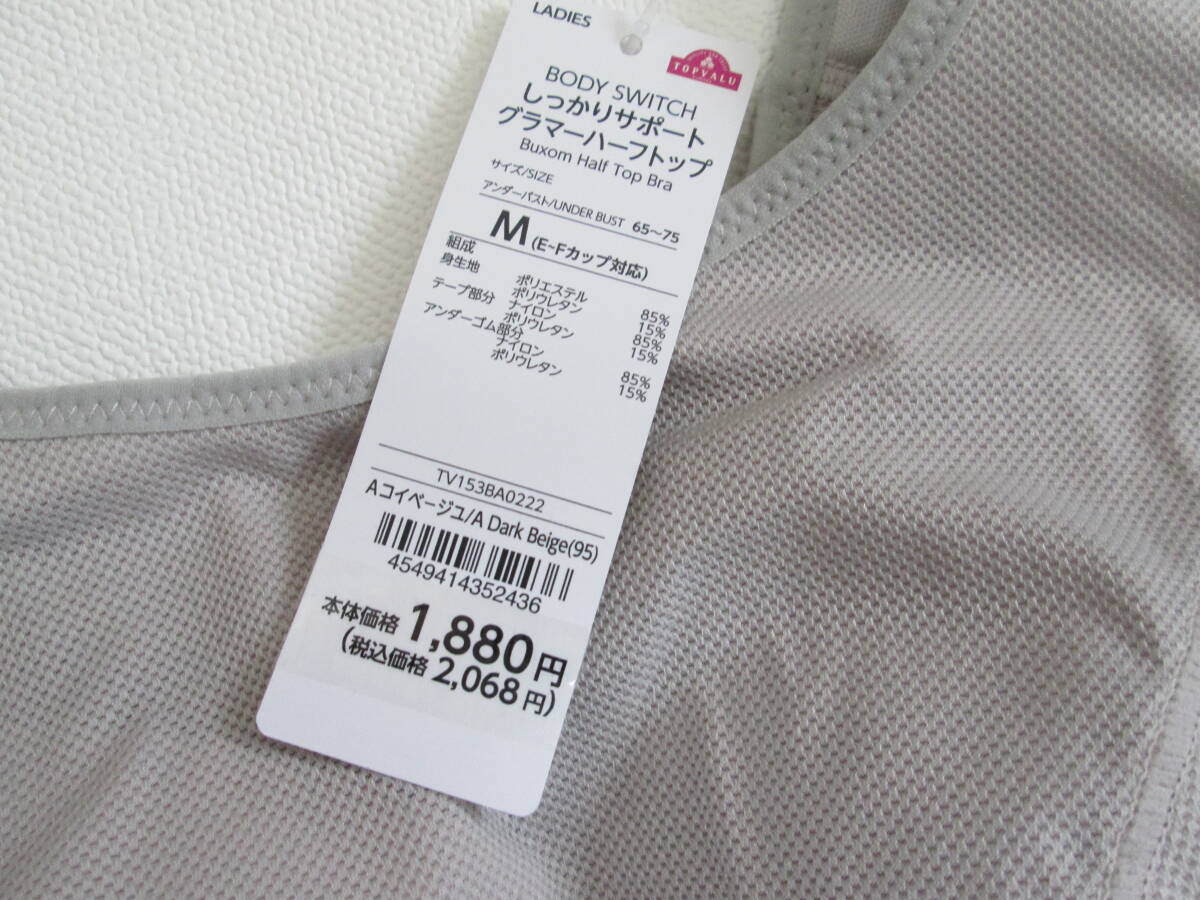 LADIES
TOPVALU
BODY SWITCH
しっかりサポート
グラマーハーフトップ
Buxom Half Top Bra
サイズ/SIZE
アンダーバスト/UNDER BUST 65~75
M (E~Fカップ対応)
組成
身生地
ポリエステル 85%
ポリウレタン 15%
テープ部分
ナイロン 85%
ポリウレタン 15%
アンダーゴム部分
ナイロン 85%
ポリウレタン 15%
TV153BA0222
Aコイベージユ/A Dark Beige(95)
4549414352436
本体価格 1,880円
(税込価格 2,068円)